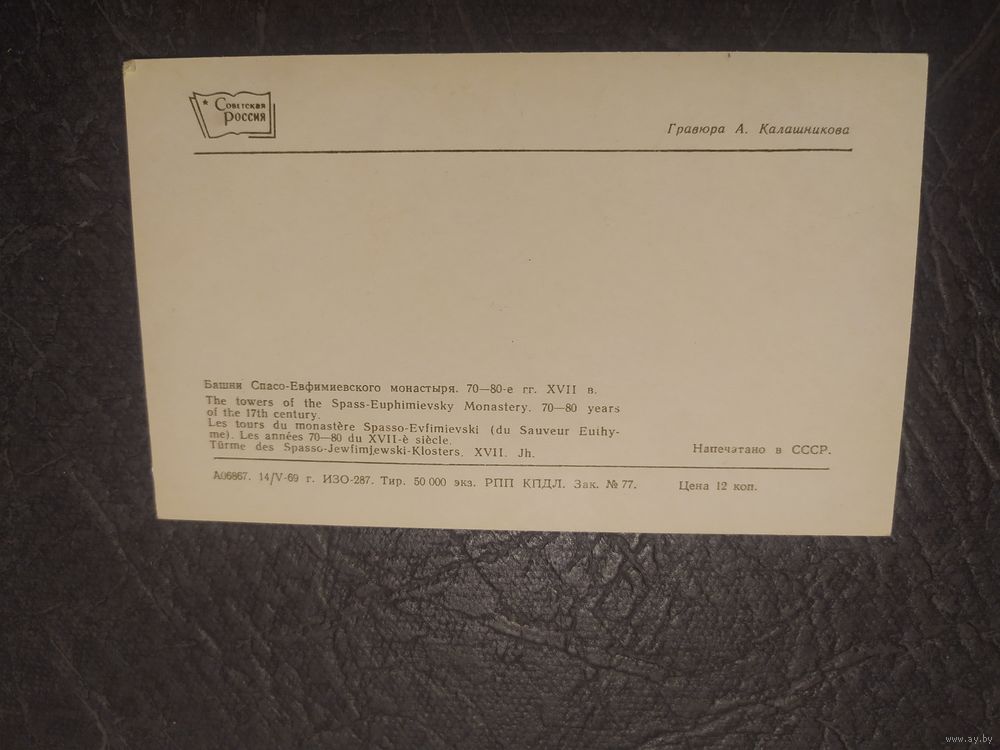 Советская
Россия
Гравюра А. Калашникова
Башни Спасо-Евфимиевского монастыря. 70—80-е гг. XVII в.
The towers of the Spass-Euphimievsky Monastery. 70—80 years
of the 17th century.
Les tours du monastère Spasso-Evfimievski (du Sauveur Euthy-
me). Les années 70—80 du XVII-è siècle.
Türme des Spasso-Jewfimjewski-Klosters. XVII. Jh.
Напечатано в СССР.
А06867. 14/V-69 г. ИЗО-287. Тир. 50 000 экз. РПП КПДЛ. Зак. № 77.
Цена 12 коп.
www.ay.by